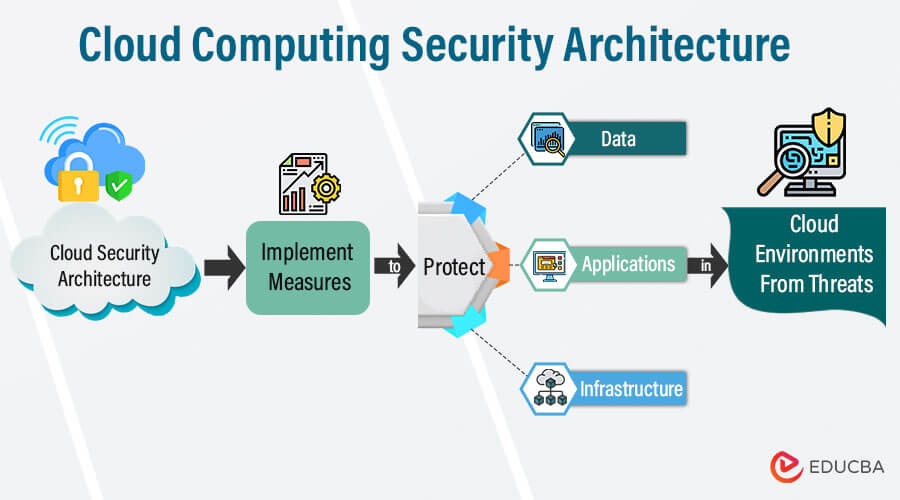 Cloud Computing Security Architecture
Cloud Security
Architecture
Implement
Measures
to
Protect
Data
Applications
Infrastructure
in
Cloud
Environments
From Threats
EDUCBA